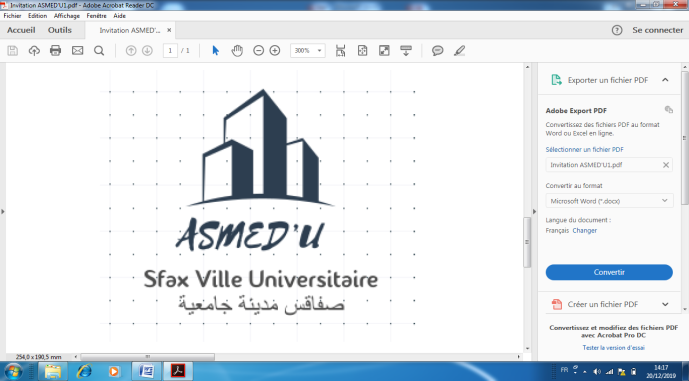 Invitation ASMED'U1.pdf - Adobe Acrobat Reader DC
Fichier Edition Affichage Fenêtre Aide
Accueil Outils Invitation ASMED'... × Se connecter
1 / 1 300%
ASMED'U
Sfax Ville Universitaire
صفاقس مدينة جامعية
254,0 x 190,5 mm
Exporter un fichier PDF
Adobe Export PDF
Convertissez des fichiers PDF au format
Word ou Excel en ligne.
Sélectionner un fichier PDF
Invitation ASMED'U1.pdf
Convertir au format
Microsoft Word (*.docx)
Langue du document :
Français Changer
Convertir
Créer un fichier PDF
Convertissez et modifiez des fichiers PDF
avec Acrobat Pro DC
Tester la version d'essai
FR 14:17
20/12/2019